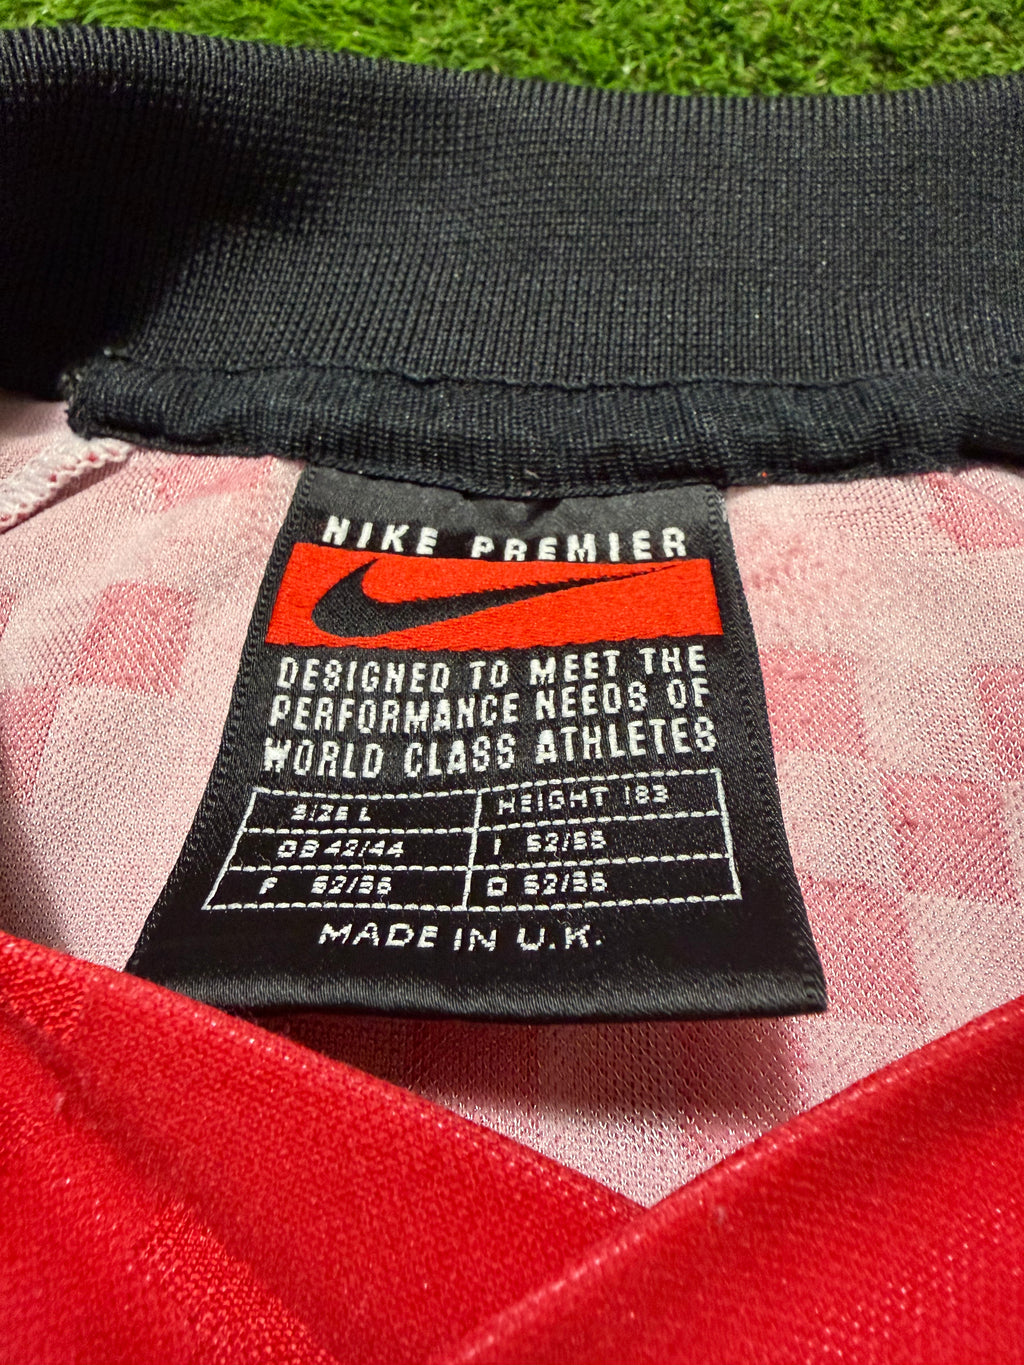 NIKE PREMIER
DESIGNED TO MEET THE
PERFORMANCE NEEDS OF
WORLD CLASS ATHLETES
SIZE L HEIGHT 183
GB 42/44 I 52/56
F 52/56 D 52/56
MADE IN U.K.